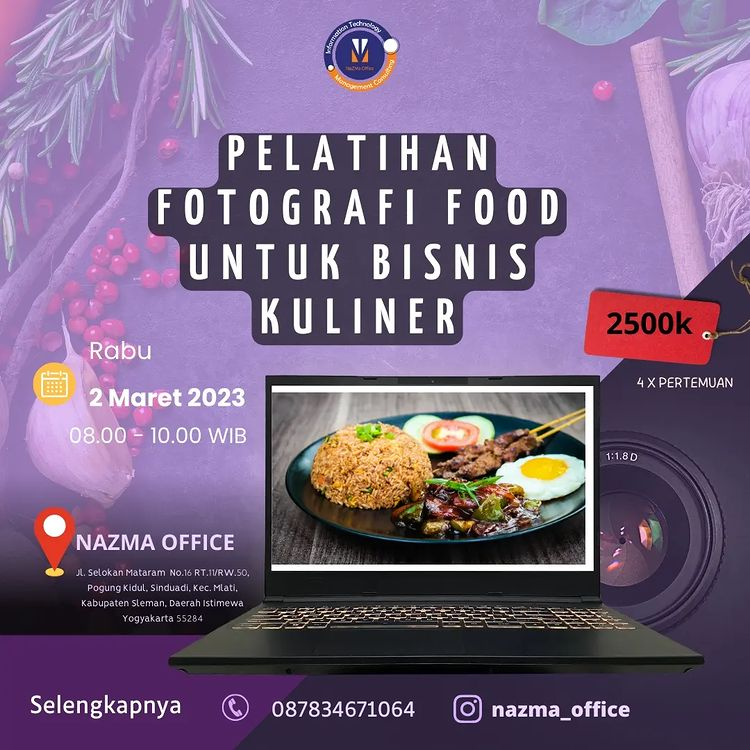 Information Technology
NaZMa Office
Management Consulting
PELATIHAN
FOTOGRAFI FOOD
UNTUK BISNIS
KULINER
2500k
4 X PERTEMUAN
Rabu
2 Maret 2023
08.00 - 10.00 WIB
1:1.8 D
NAZMA OFFICE
Jl. Selokan Mataram No.16 RT.11/RW.50,
Pogung Kidul, Sinduadi, Kec. Mlati,
Kabupaten Sleman, Daerah Istimewa
Yogyakarta 55284
Selengkapnya
087834671064
nazma_office